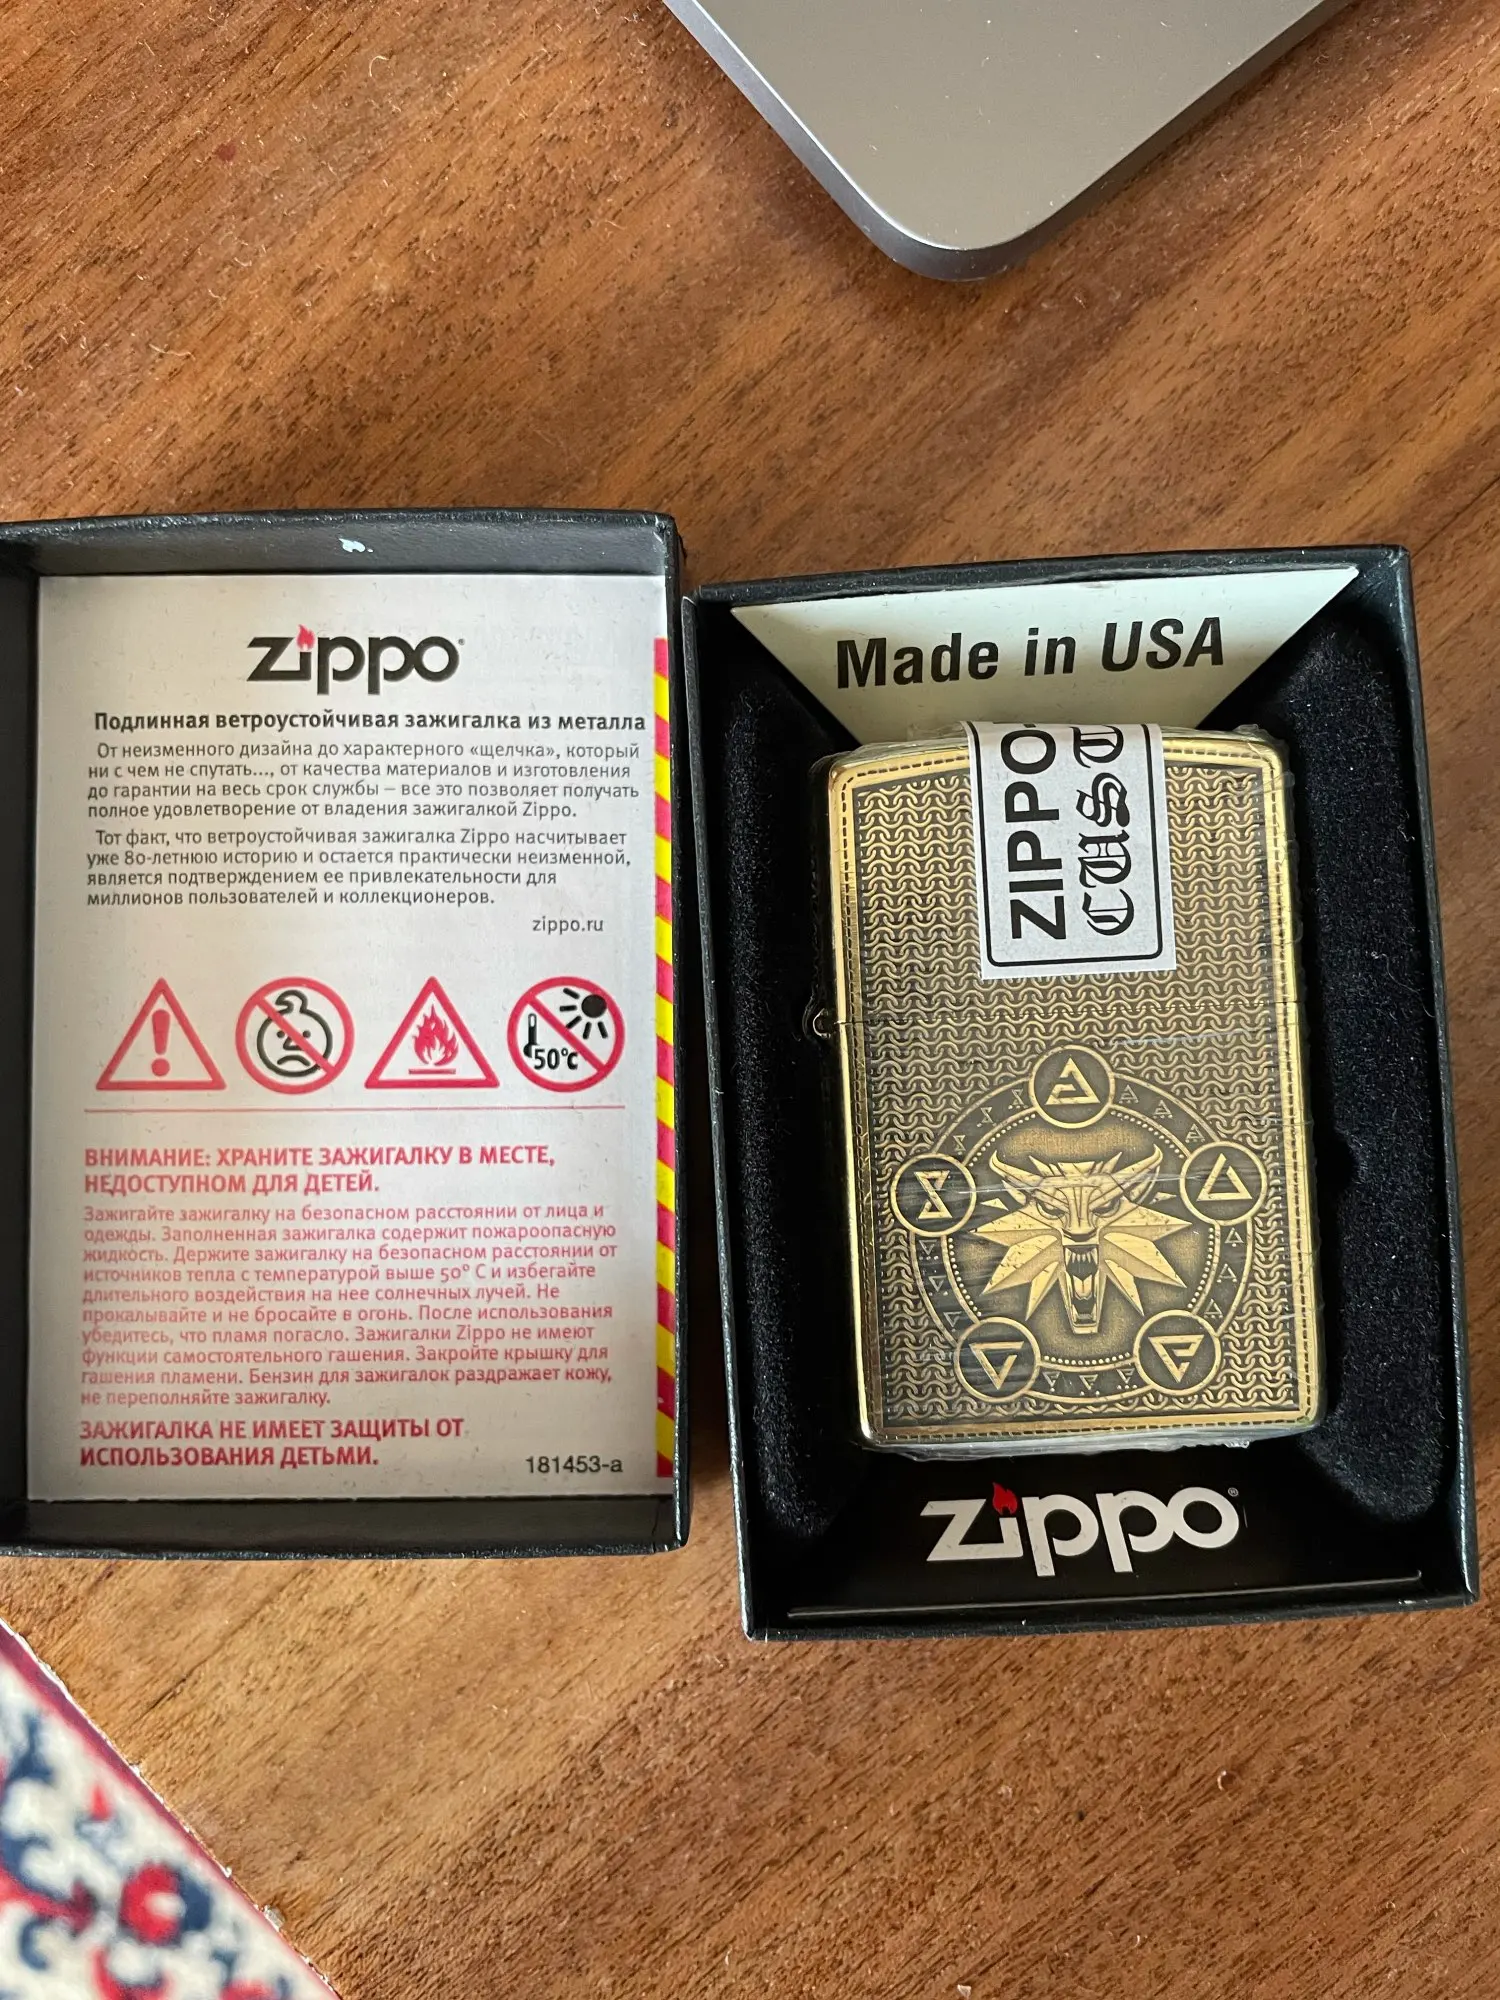 zippo
Подлинная ветроустойчивая зажигалка из металла
От неизменного дизайна до характерного «щелчка», который
ни с чем не спутать..., от качества материалов и изготовления
до гарантии на весь срок службы – все это позволяет получать
полное удовлетворение от владения зажигалкой Zippo.
Тот факт, что ветроустойчивая зажигалка Zippo насчитывает
уже 80-летнюю историю и остается практически неизменной,
является подтверждением ее привлекательности для
миллионов пользователей и коллекционеров.
zippo.ru
50°C
ВНИМАНИЕ: ХРАНИТЕ ЗАЖИГАЛКУ В МЕСТЕ,
НЕДОСТУПНОМ ДЛЯ ДЕТЕЙ.
Зажигайте зажигалку на безопасном расстоянии от лица и
одежды. Заполненная зажигалка содержит пожароопасную
жидкость. Держите зажигалку на безопасном расстоянии от
источников тепла с температурой выше 50° С и избегайте
длительного воздействия на нее солнечных лучей. Не
прокалывайте и не бросайте в огонь. После использования
убедитесь, что пламя погасло. Зажигалки Zippo не имеют
функции самостоятельного гашения. Закройте крышку для
гашения пламени. Бензин для зажигалок раздражает кожу,
не переполняйте зажигалку.
ЗАЖИГАЛКА НЕ ИМЕЕТ ЗАЩИТЫ ОТ
ИСПОЛЬЗОВАНИЯ ДЕТЬМИ.
181453-a
Made in USA
ZIPPO-
CUST
zippo